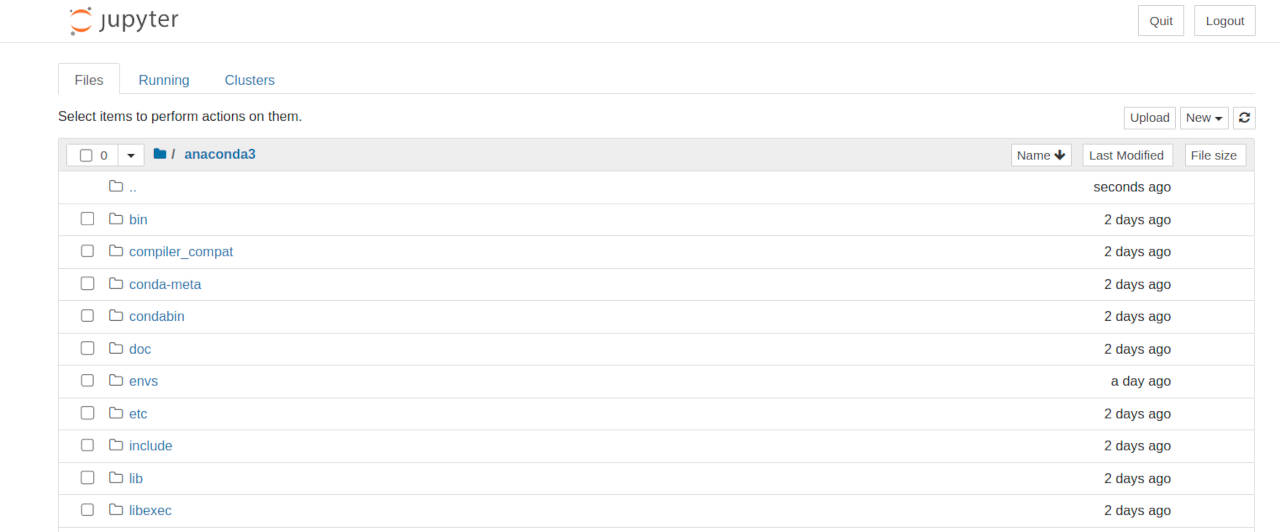 jupyter Quit Logout
Files Running Clusters
Select items to perform actions on them. Upload New
0 / anaconda3 Name Last Modified File size
.. seconds ago
bin 2 days ago
compiler_compat 2 days ago
conda-meta 2 days ago
condabin 2 days ago
doc 2 days ago
envs a day ago
etc 2 days ago
include 2 days ago
lib 2 days ago
libexec 2 days ago